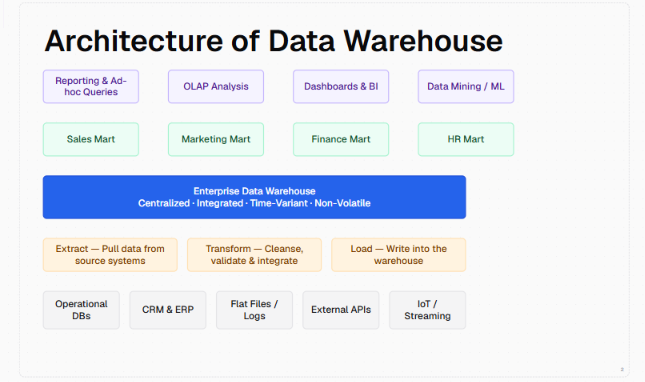 Architecture of Data Warehouse
Reporting & Ad-
hoc Queries
OLAP Analysis
Dashboards & BI
Data Mining / ML
Sales Mart
Marketing Mart
Finance Mart
HR Mart
Enterprise Data Warehouse
Centralized · Integrated · Time-Variant · Non-Volatile
Extract — Pull data from
source systems
Transform — Cleanse,
validate & integrate
Load — Write into the
warehouse
Operational
DBs
CRM & ERP
Flat Files /
Logs
External APIs
IoT /
Streaming